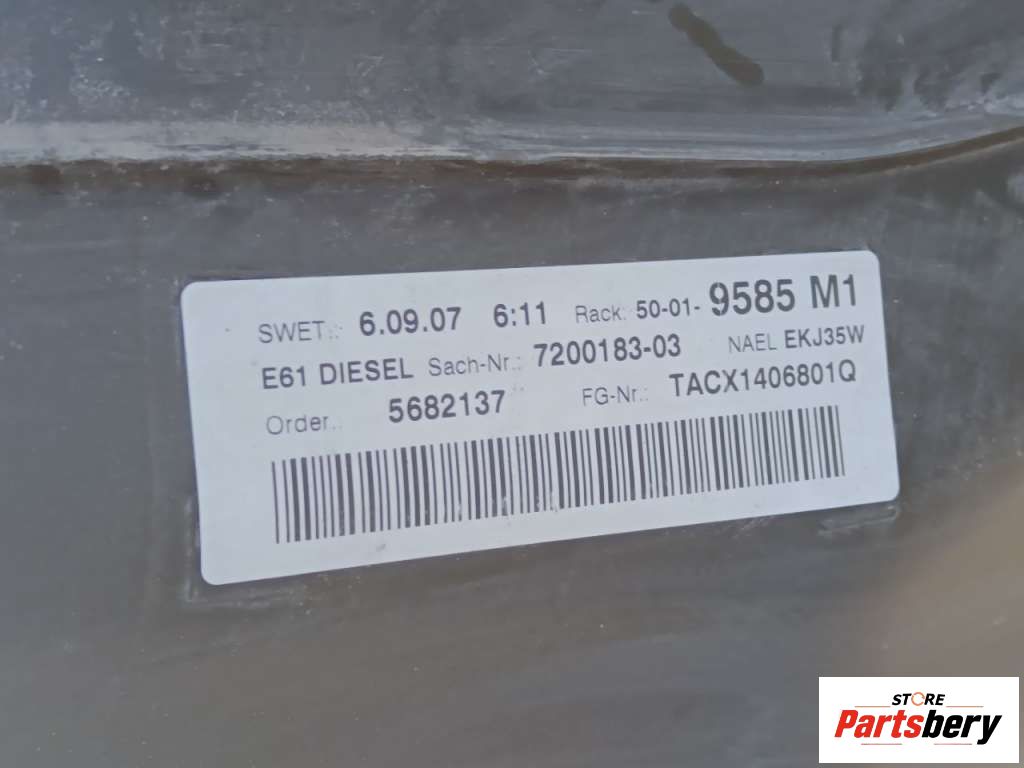 SWET.: 6.09.07 6:11 Rack: 50-01- 9585 M1
E61 DIESEL Sach-Nr.: 7200183-03 NAEL EKJ35W
Order.: 5682137 FG-Nr.: TACX1406801Q
STORE
Partsbery